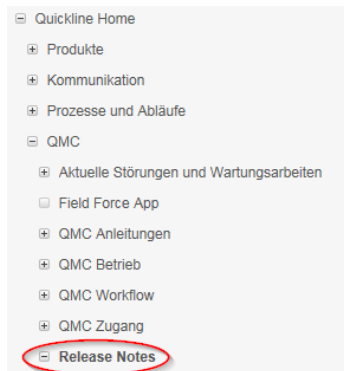 Quickline Home
Produkte
Kommunikation
Prozesse und Abläufe
QMC
Aktuelle Störungen und Wartungsarbeiten
Field Force App
QMC Anleitungen
QMC Betrieb
QMC Workflow
QMC Zugang
Release Notes